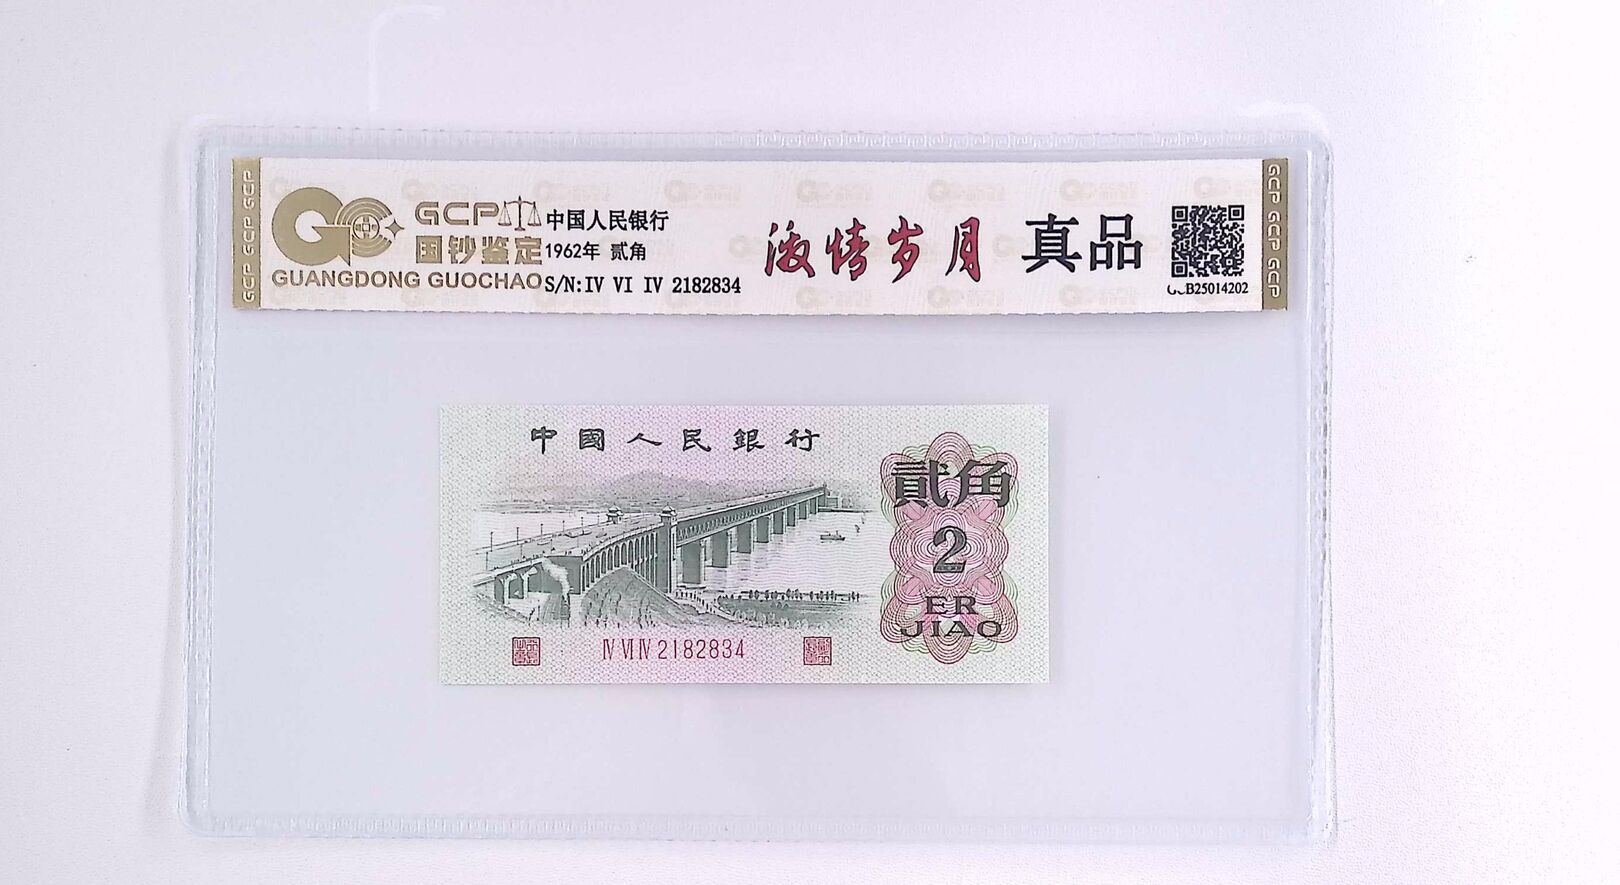 GCP GCP GCP
GCP
国钞鉴定
GUANGDONG GUOCHAO
中国人民银行
1962年 贰角
S/N:IV VI IV 2182834
激情岁月
真品
B25014202
GCP GCP GCP
中國人民銀行
貳角
2
ER
JIAO
IV VI IV 2182834